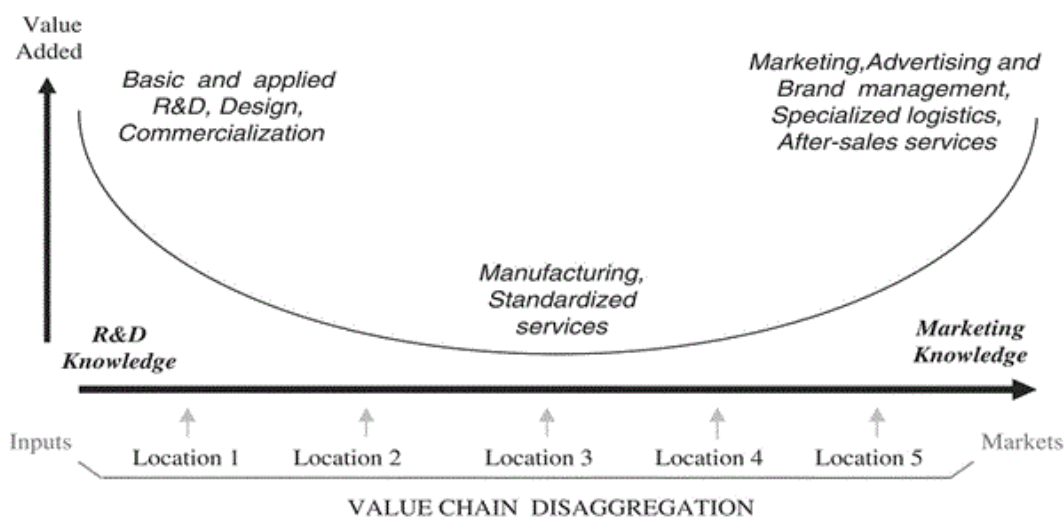 Value
Added
Basic and applied
R&D, Design,
Commercialization
Marketing,Advertising and
Brand management,
Specialized logistics,
After-sales services
Manufacturing,
Standardized
services
R&D
Knowledge
Marketing
Knowledge
Inputs
Location 1
Location 2
Location 3
Location 4
Location 5
Markets
VALUE CHAIN DISAGGREGATION